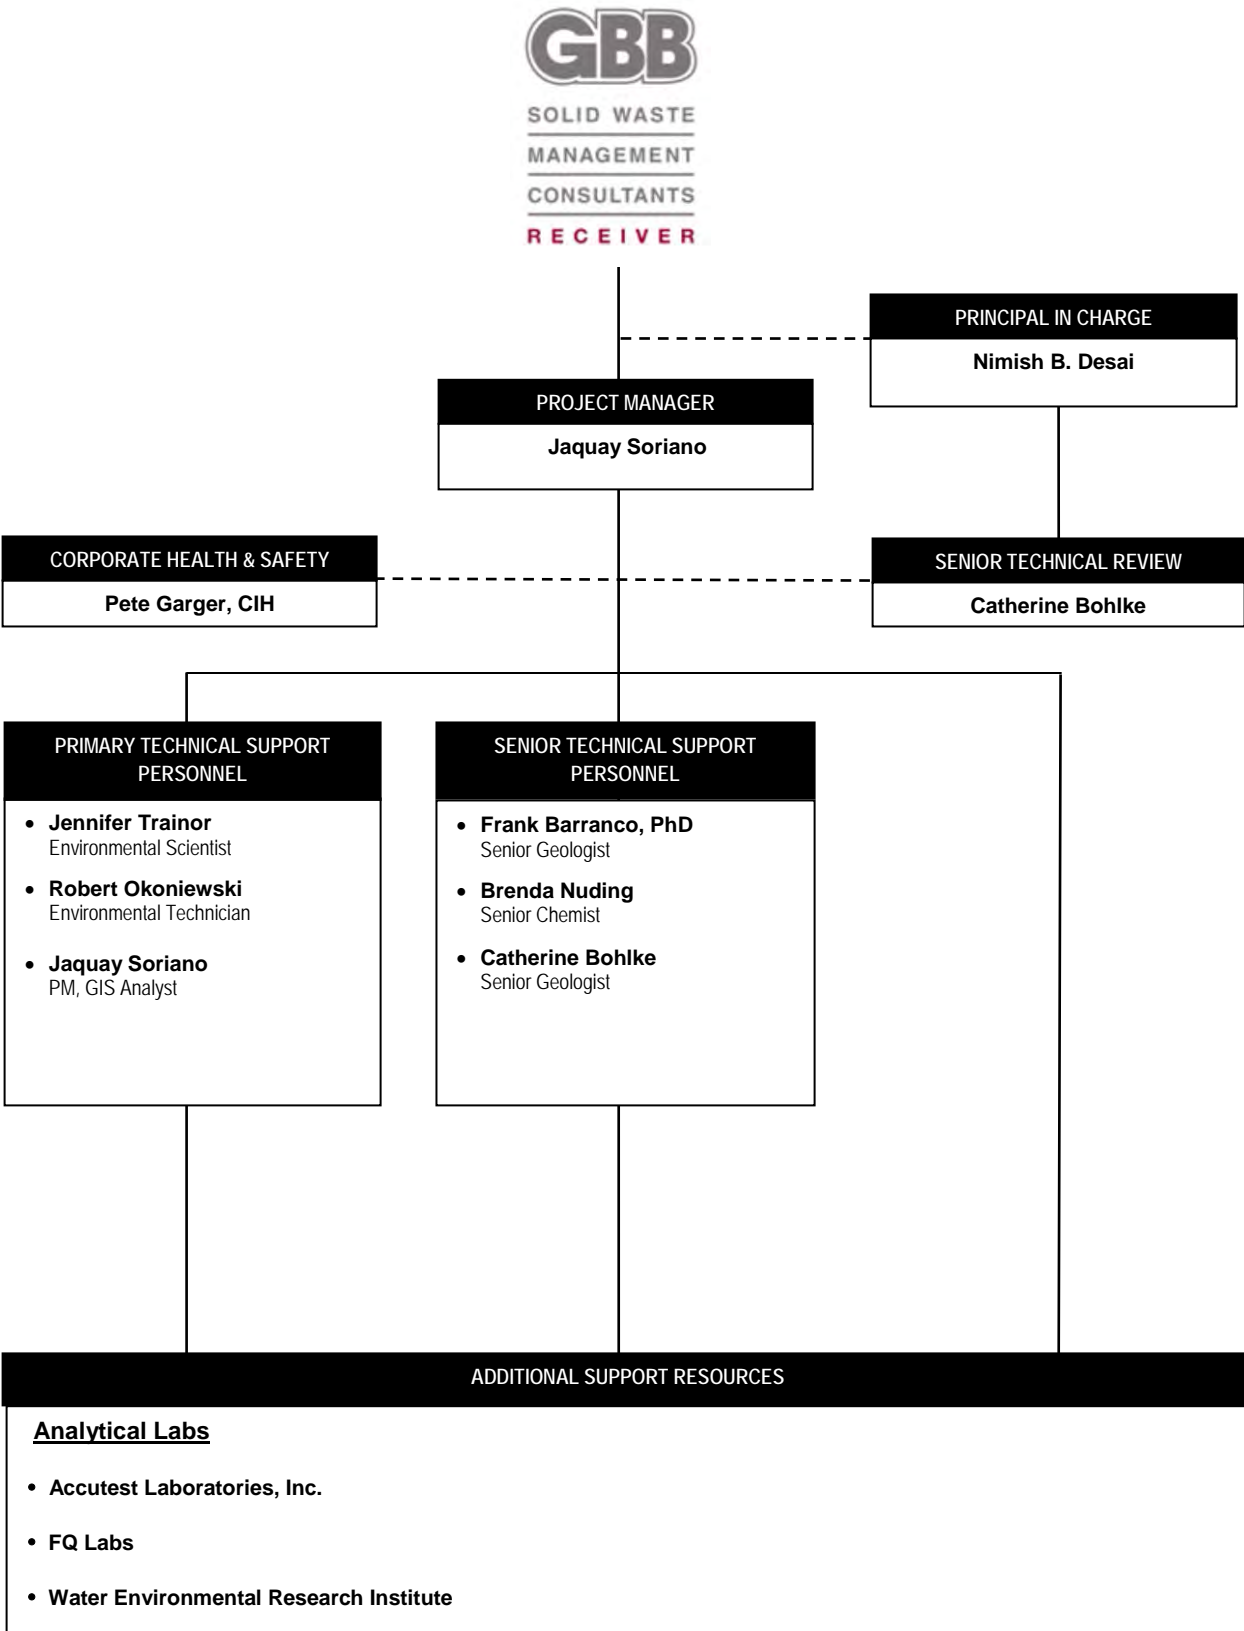 GBB
SOLID WASTE
MANAGEMENT
CONSULTANTS
RECEIVER
PRINCIPAL IN CHARGE
Nimish B. Desai
PROJECT MANAGER
Jaquay Soriano
CORPORATE HEALTH & SAFETY
Pete Garger, CIH
SENIOR TECHNICAL REVIEW
Catherine Bohlke
PRIMARY TECHNICAL SUPPORT
PERSONNEL
• Jennifer Trainor
Environmental Scientist
• Robert Okoniewski
Environmental Technician
• Jaquay Soriano
PM, GIS Analyst
SENIOR TECHNICAL SUPPORT
PERSONNEL
• Frank Barranco, PhD
Senior Geologist
• Brenda Nuding
Senior Chemist
• Catherine Bohlke
Senior Geologist
ADDITIONAL SUPPORT RESOURCES
Analytical Labs
• Accutest Laboratories, Inc.
• FQ Labs
• Water Environmental Research Institute